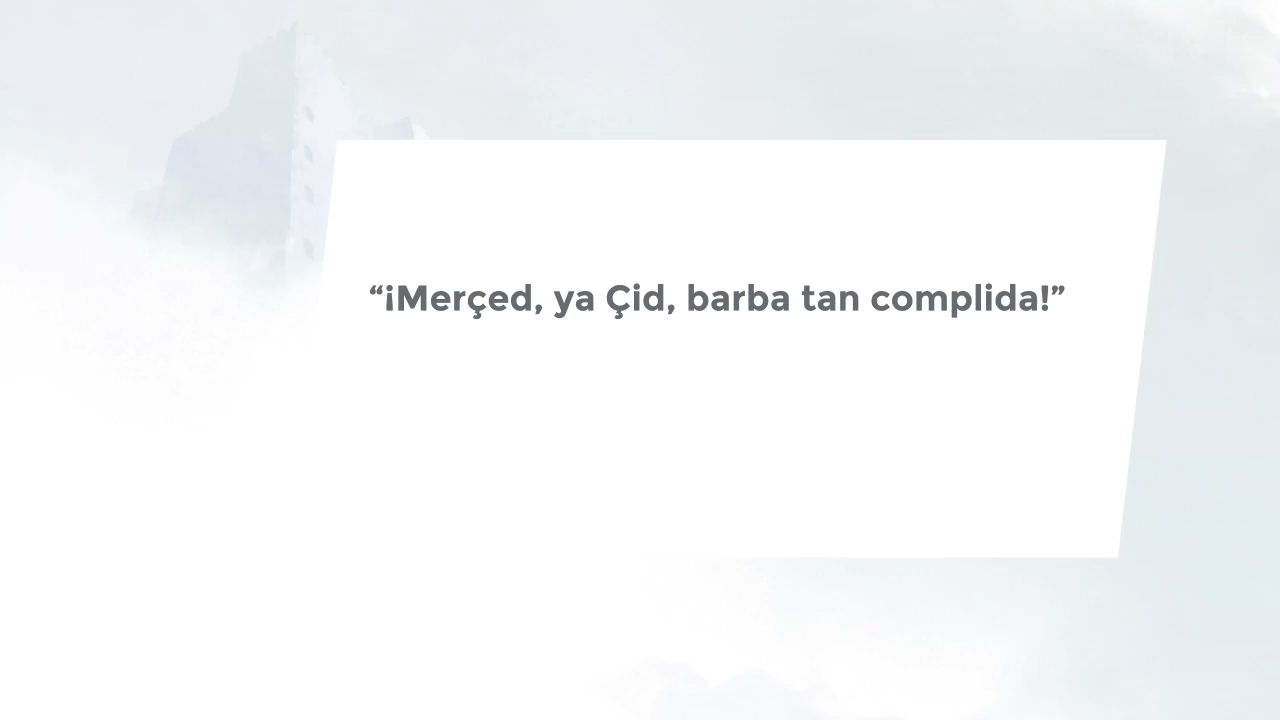 “¡Merçed, ya Çid, barba tan complida!”